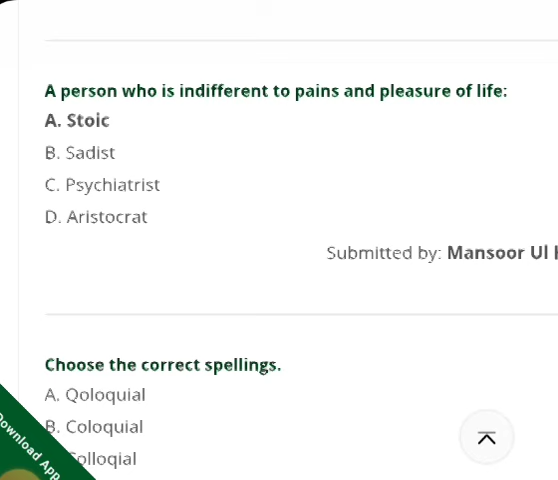 A person who is indifferent to pains and pleasure of life:
A. Stoic
B. Sadist
C. Psychiatrist
D. Aristocrat
Submitted by: Mansoor Ul
Choose the correct spellings.
A. Qoloquial
B. Coloquial
Colloqial
Download App